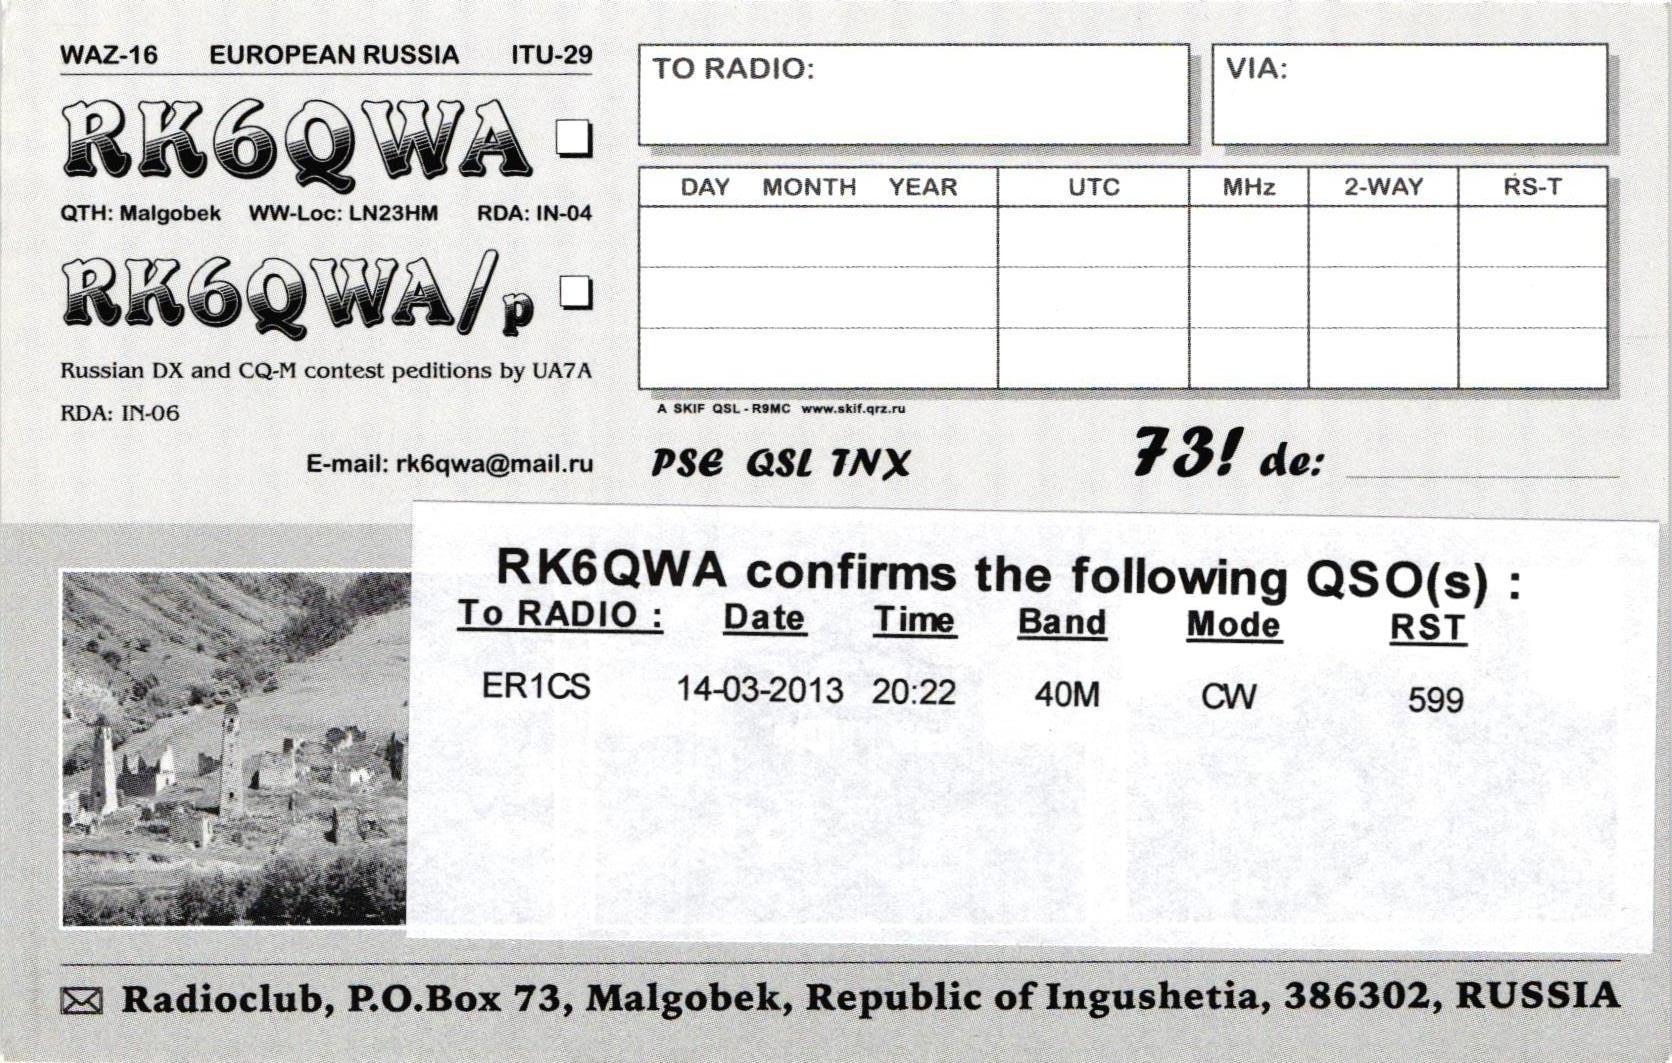 WAZ-16 EUROPEAN RUSSIA ITU-29
RK6QWA
QTH: Malgobek WW-Loc: LN23HM RDA: IN-04
RK6QWA/p
Russian DX and CQ-M contest peditions by UA7A
RDA: IN-06
E-mail: rk6qwa@mail.ru
TO RADIO: VIA:
DAY MONTH YEAR UTC MHz 2-WAY RS-T
A SKIF QSL - R9MC www.skif.qrz.ru
PSE QSL TNX 73! de:
RK6QWA confirms the following QSO(s) :
To RADIO : Date Time Band Mode RST
ER1CS 14-03-2013 20:22 40M CW 599
Radioclub, P.O.Box 73, Malgobek, Republic of Ingushetia, 386302, RUSSIA